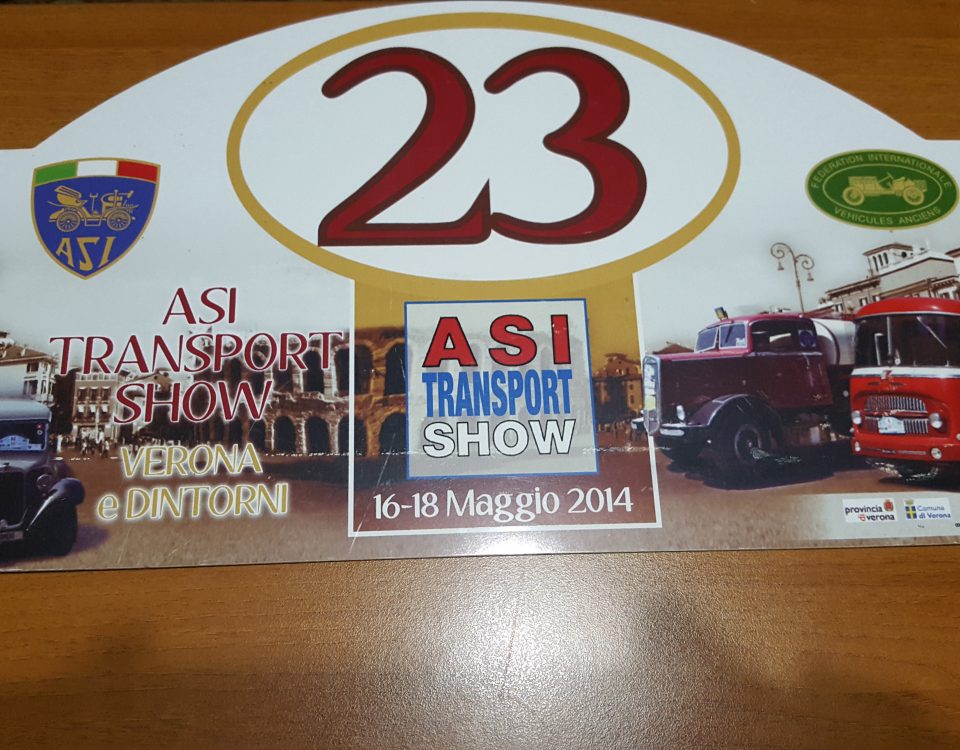 23
ASI
FEDERATION INTERNATIONALE
VEHICULES ANCIENS
ASI
TRANSPORT
SHOW
VERONA
e DINTORNI
ASI
TRANSPORT
SHOW
16-18 Maggio 2014
provincia
di verona
Comune
di Verona